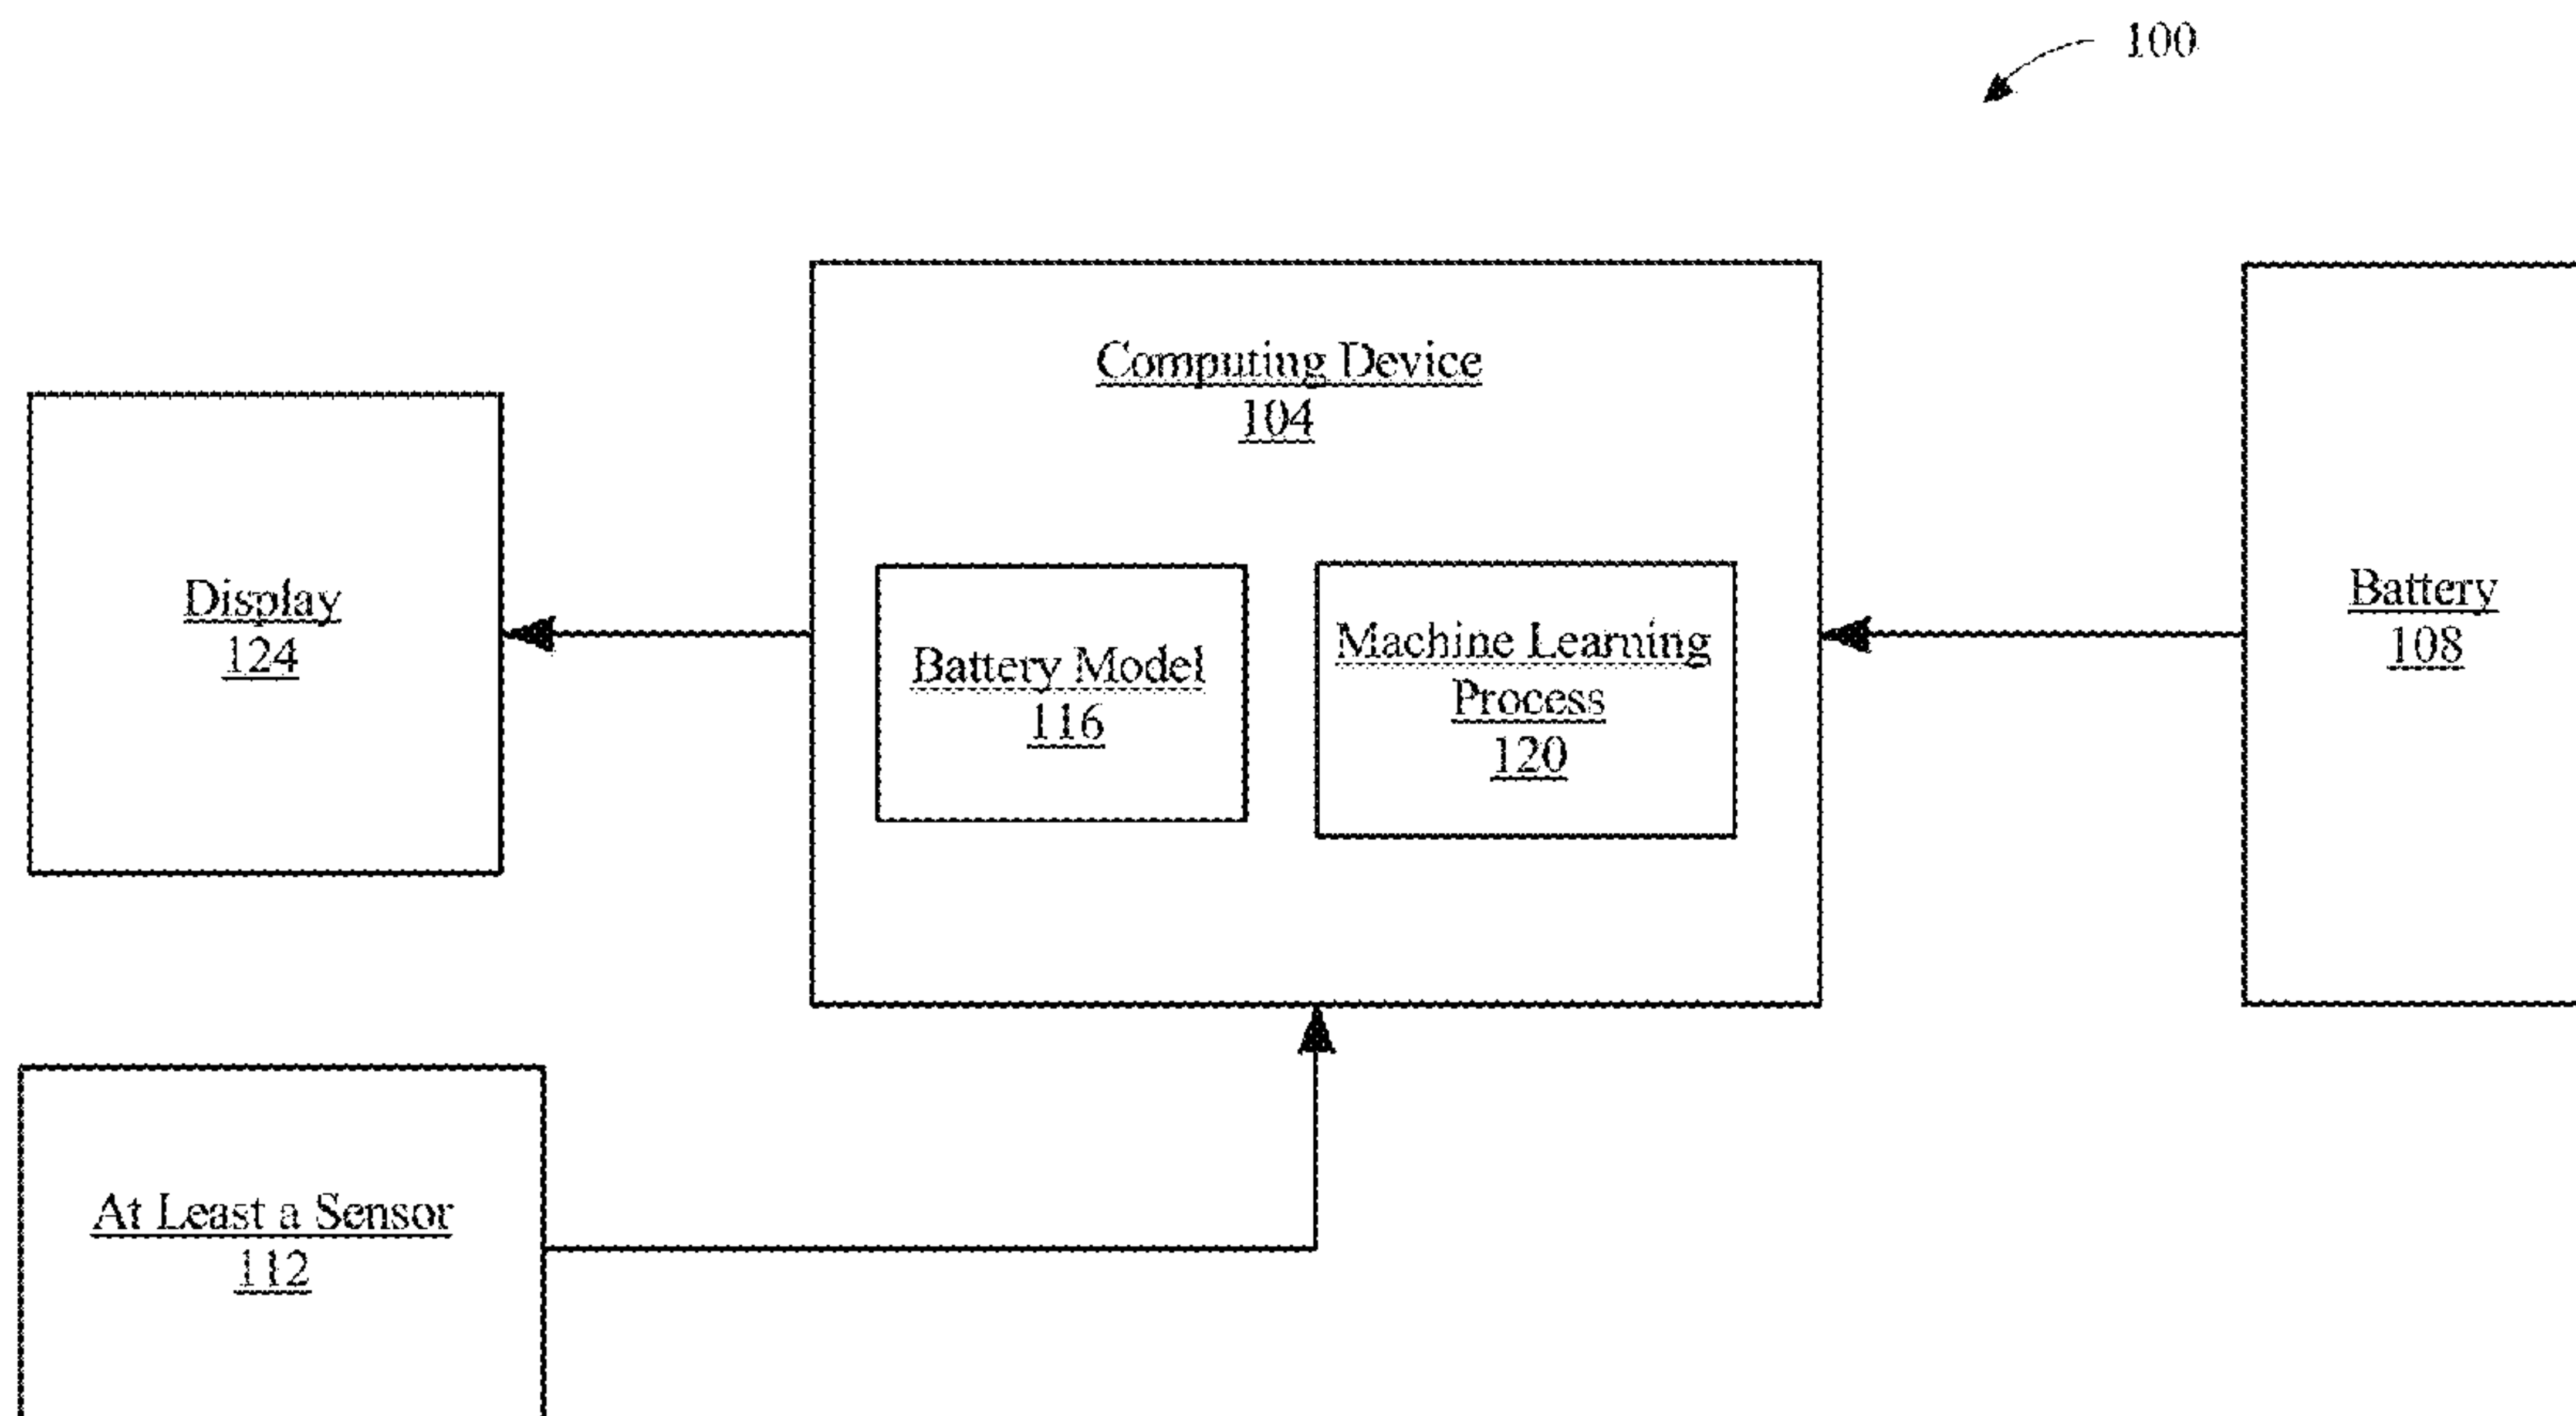 100
Computing Device
104
Display
124
Battery Model
116
Machine Learning
Process
120
Battery
108
At Least a Sensor
112